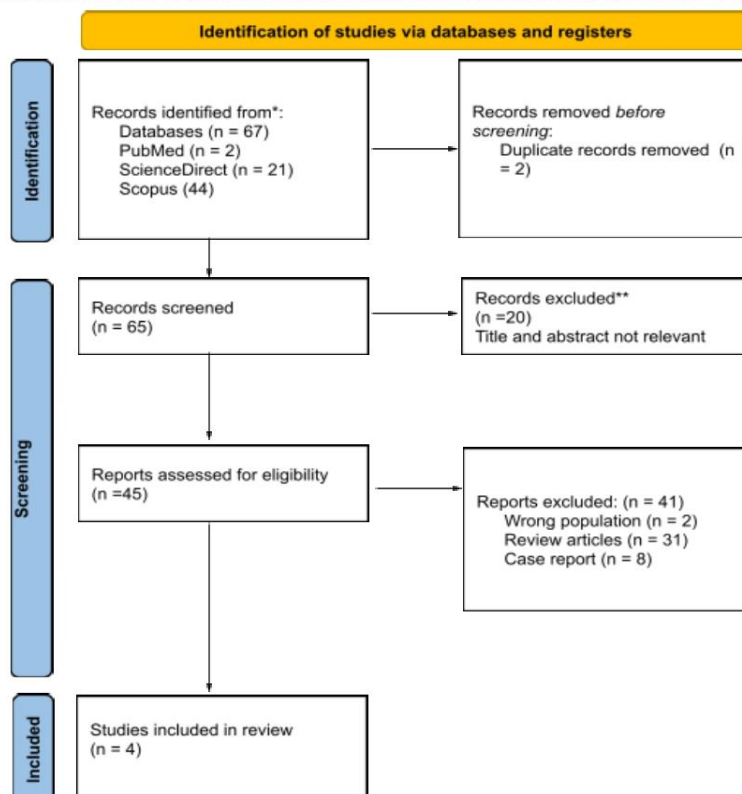 Identification of studies via databases and registers
Identification
Records identified from*:
Databases (n = 67)
PubMed (n = 2)
ScienceDirect (n = 21)
Scopus (44)
Records removed before
screening:
Duplicate records removed (n
= 2)
Screening
Records screened
(n = 65)
Records excluded**
(n =20)
Title and abstract not relevant
Reports assessed for eligibility
(n =45)
Reports excluded: (n = 41)
Wrong population (n = 2)
Review articles (n = 31)
Case report (n = 8)
Included
Studies included in review
(n = 4)